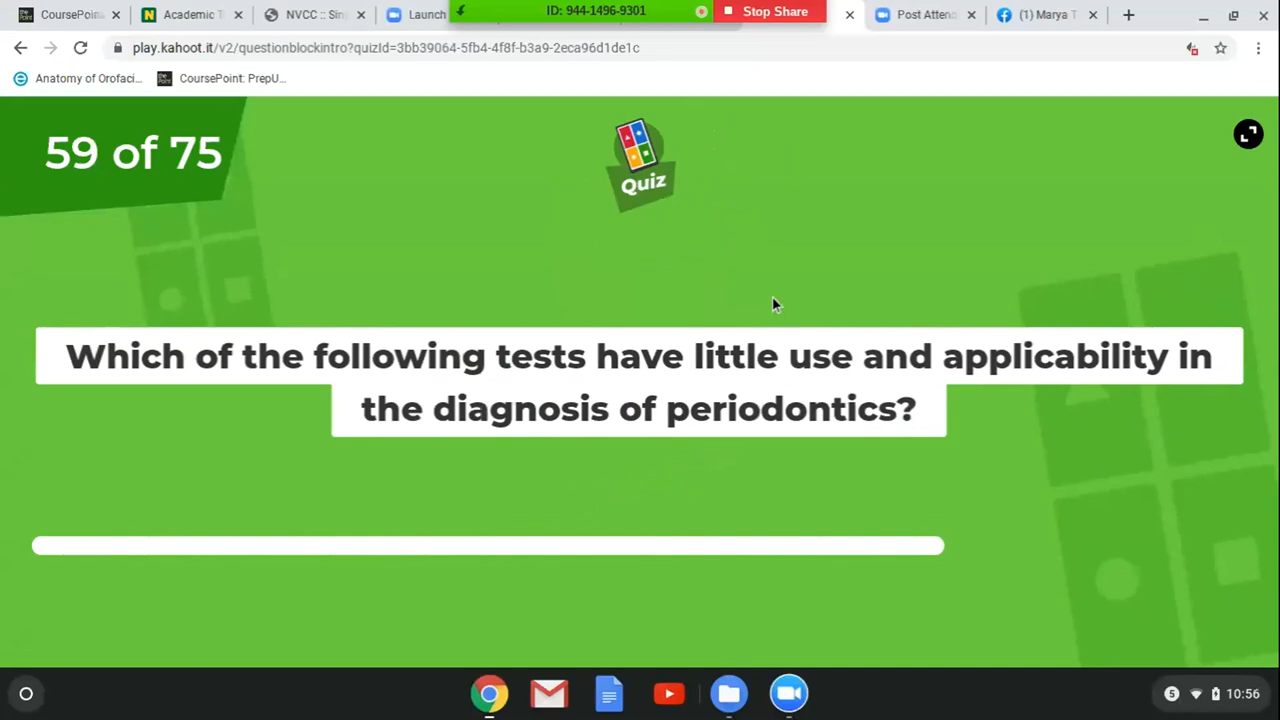 CoursePoin
Academic T
NVCC :: Sin
Launch
ID: 944-1496-9301
Stop Share
Post Attend
(1) Marya T
play.kahoot.it/v2/questionblockintro?quizId=3bb39064-5fb4-4f8f-b3a9-2eca96d1de1c
Anatomy of Orofaci...
CoursePoint: PrepU...
59 of 75
Quiz
Which of the following tests have little use and applicability in
the diagnosis of periodontics?
5
10:56